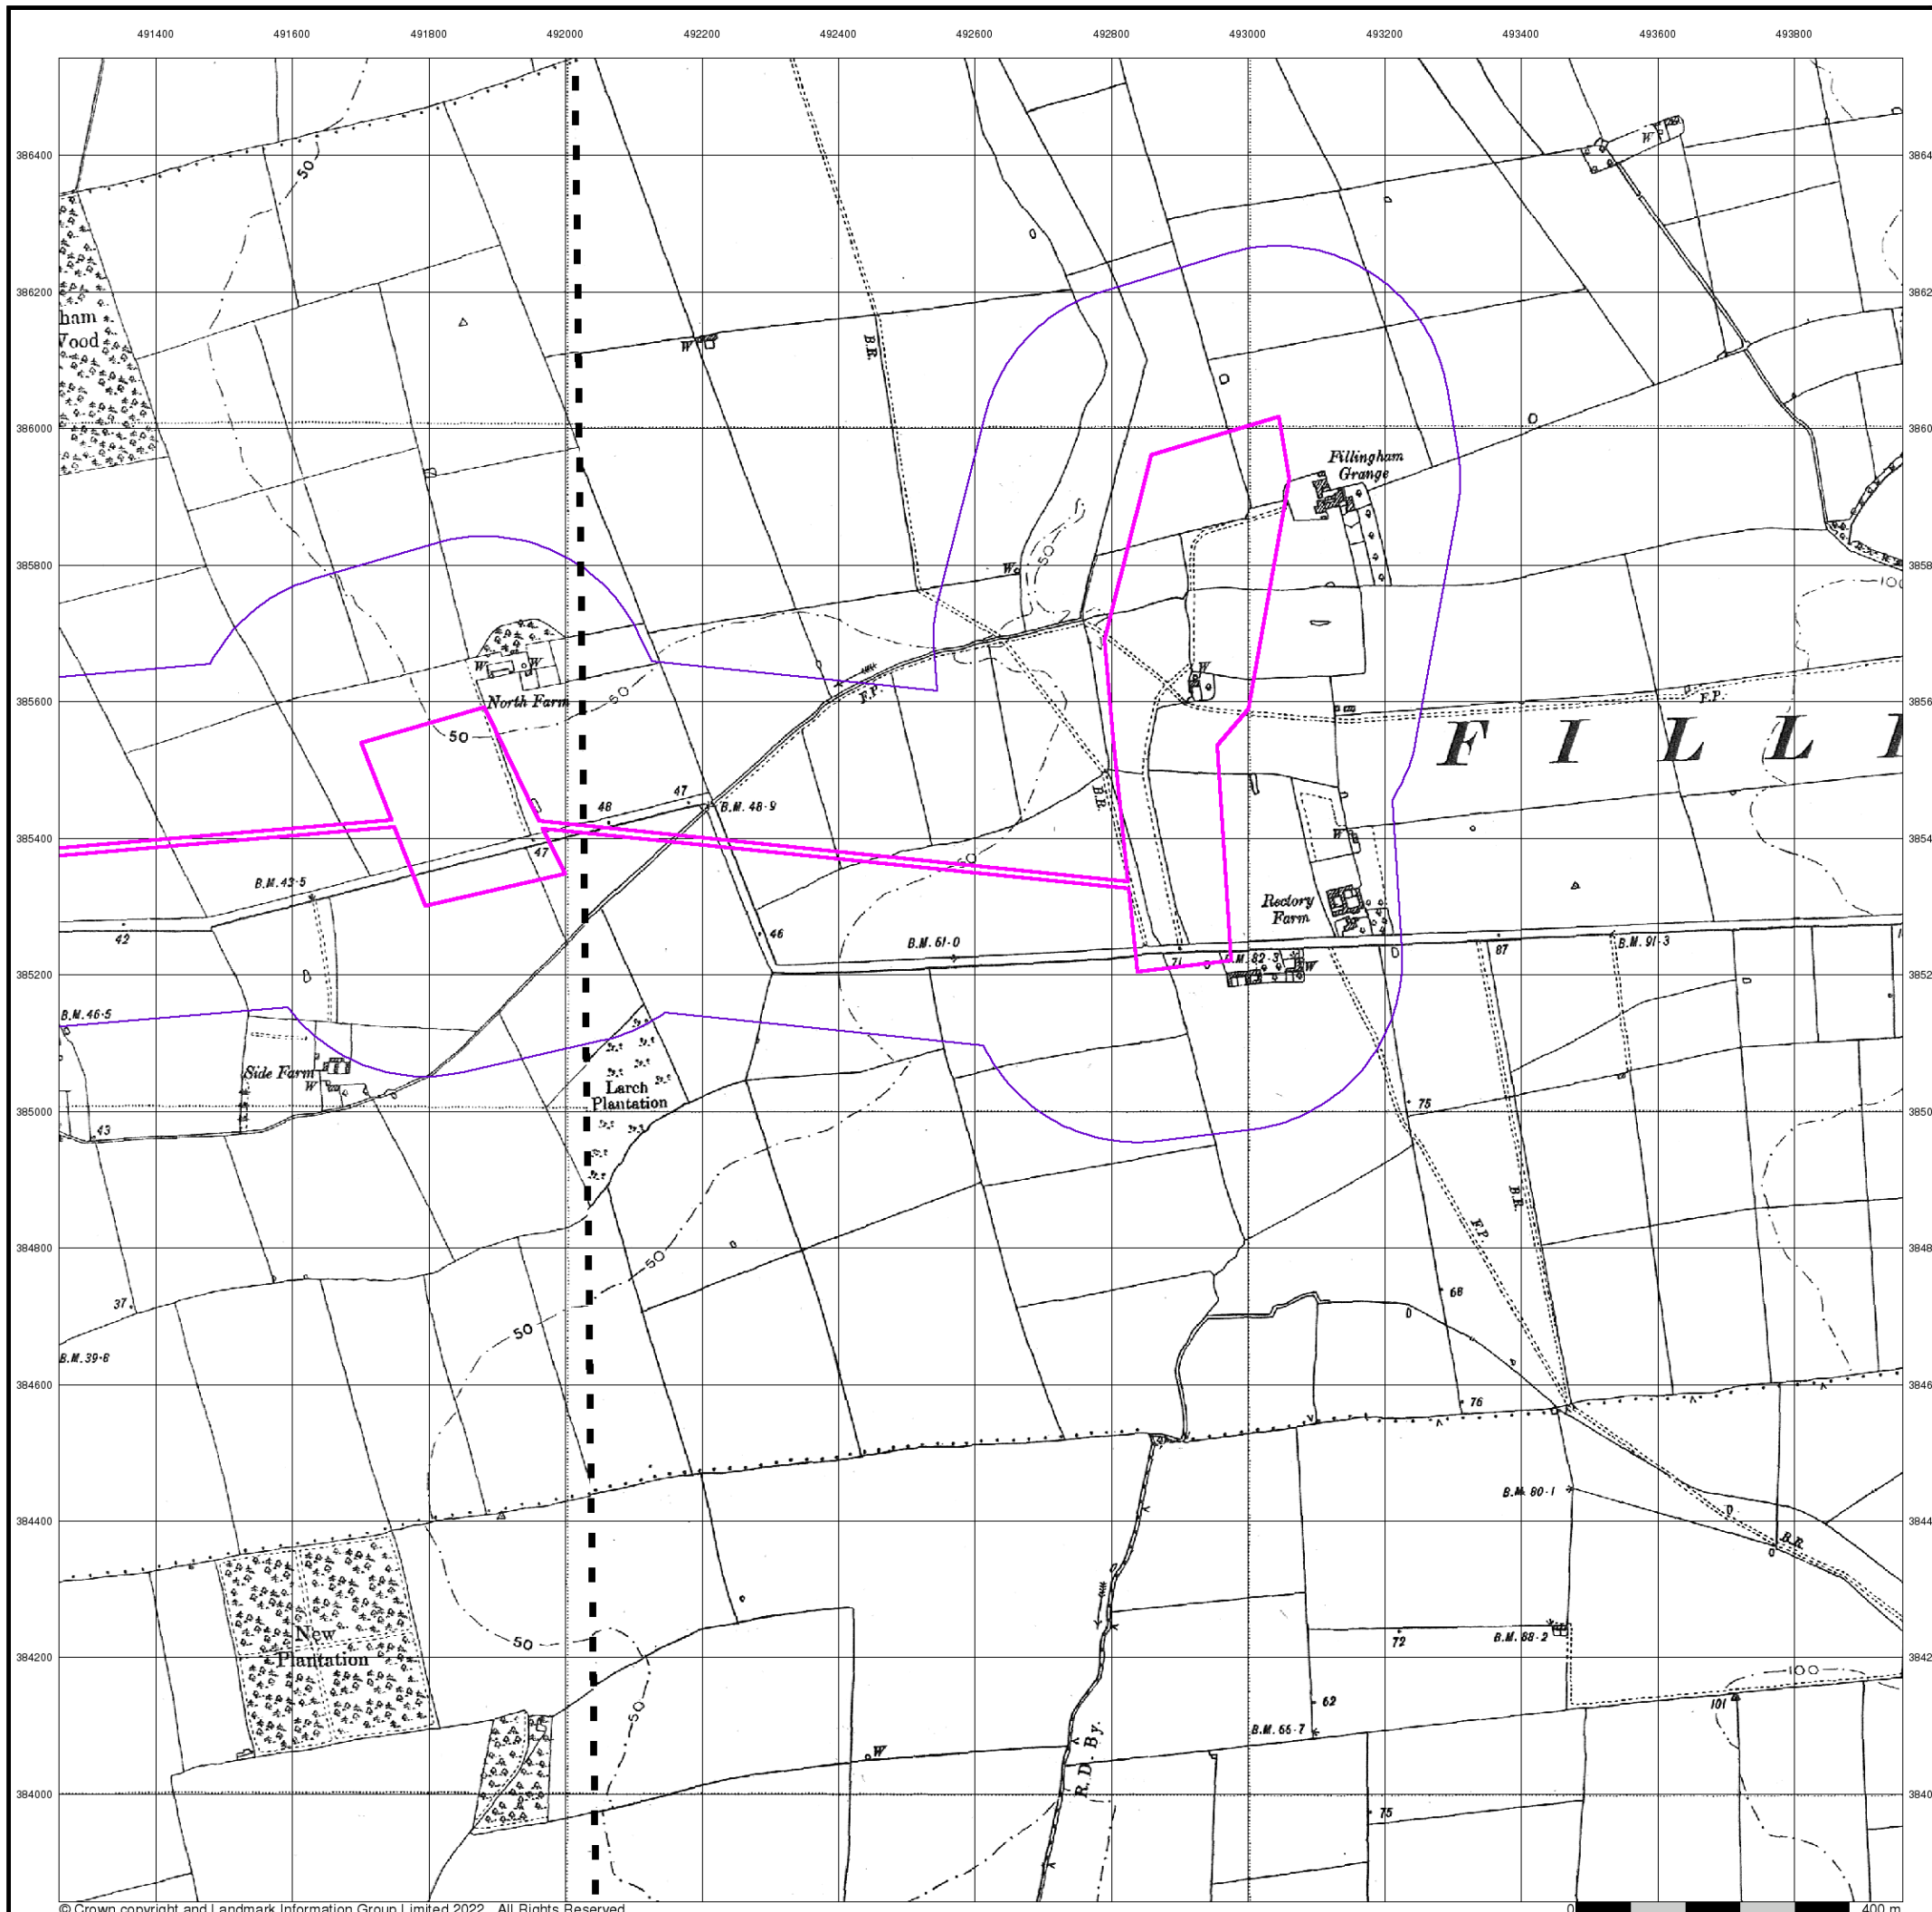 491400 491600 491800 492000 492200 492400 492600 492800 493000 493200 493400 493600 493800
386400
W
50
386200
ham
Wood
W
B.R.
386000
Fillingham
Grange
385800
W
50
W W
W
North Farm
385600
50
F.P.
F.P.
50
F I L L I
B.R.
48
47
B.M. 48·9
385400
47
50
W
B.M. 43·5
Rectory
Farm
42
46
B.M. 61·0
71
B.M. 82·3
87
B.M. 91·3
W
385200
B.M. 46·5
Side Farm
W
Larch
Plantation
385000
43
75
B.R.
F.P.
384800
50
68
37
50
B.M. 39·8
384600
76
B.M. 80·1
384400
B.R.
New
Plantation
50
72
B.M. 88·2
384200
100
101
50
62
B.M. 66·7
W
R.D. By.
384000
75
© Crown copyright and Landmark Information Group Limited 2022. All Rights Reserved.
0 400 m